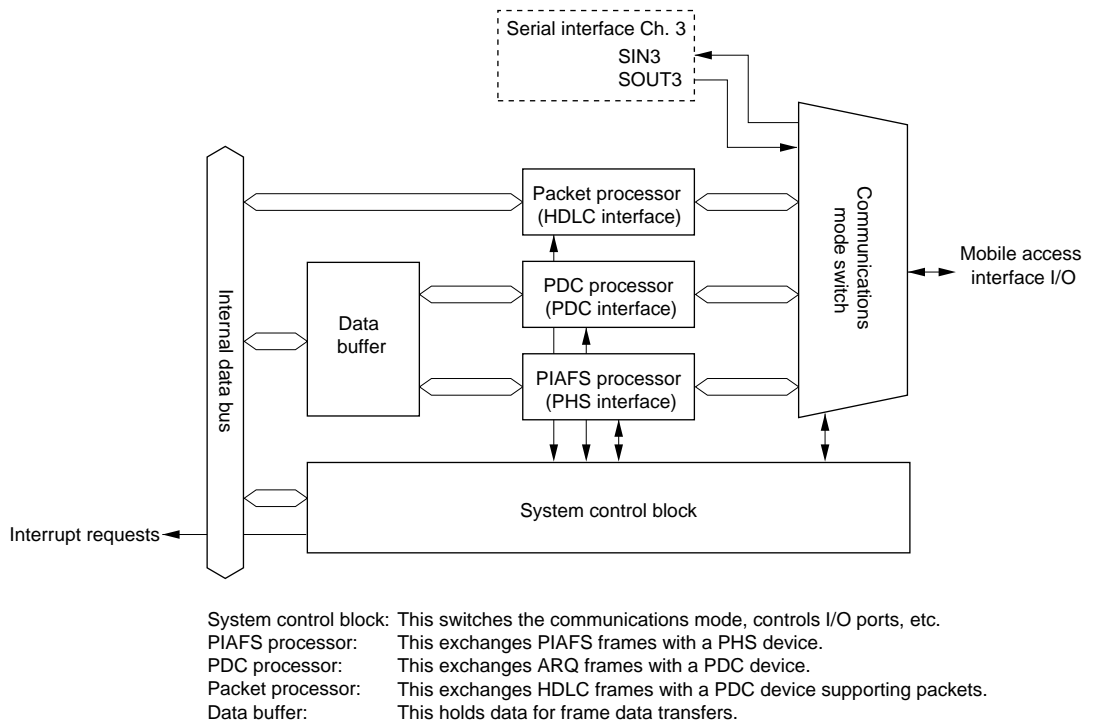 Serial interface Ch. 3
SIN3
SOUT3
Packet processor
(HDLC interface)
Communications
mode switch
Mobile access
interface I/O
PDC processor
(PDC interface)
Internal data bus
Data
buffer
PIAFS processor
(PHS interface)
System control block
Interrupt requests
System control block: This switches the communications mode, controls I/O ports, etc.
PIAFS processor: This exchanges PIAFS frames with a PHS device.
PDC processor: This exchanges ARQ frames with a PDC device.
Packet processor: This exchanges HDLC frames with a PDC device supporting packets.
Data buffer: This holds data for frame data transfers.